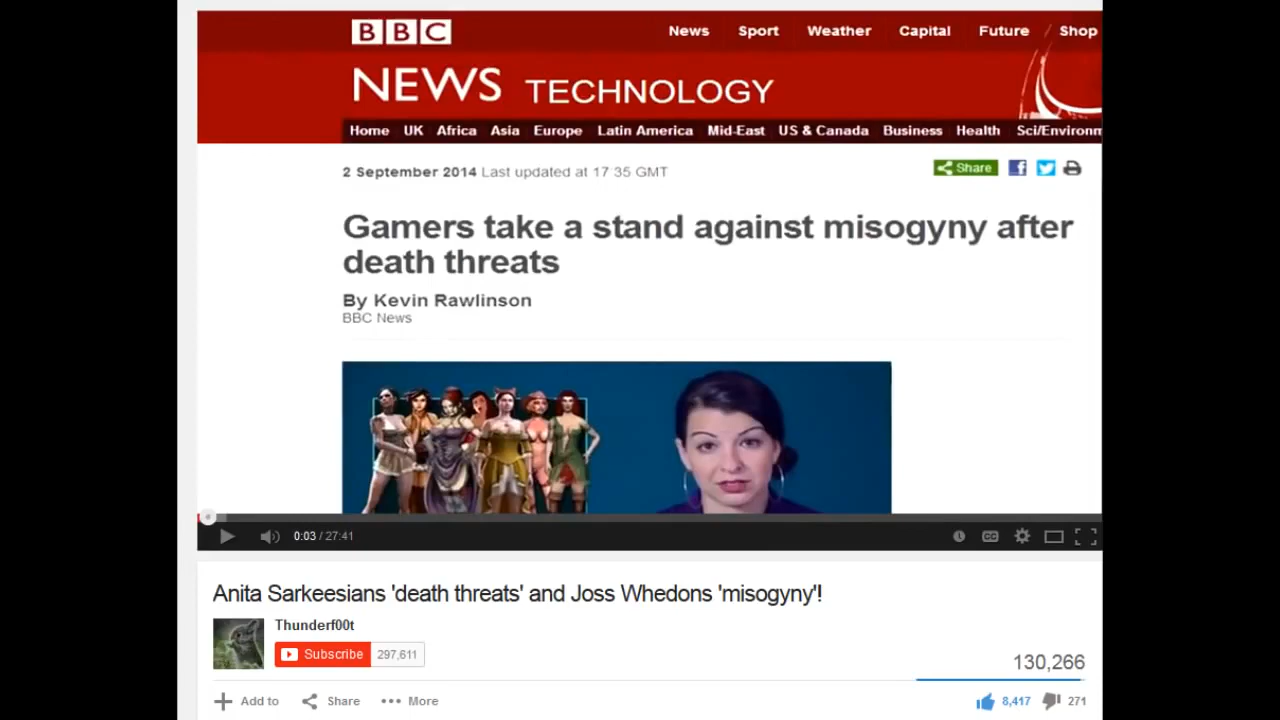 BBC News Sport Weather Capital Future Shop
NEWS TECHNOLOGY
Home UK Africa Asia Europe Latin America Mid-East US & Canada Business Health
2 September 2014 Last updated at 17 35 GMT
Share
Gamers take a stand against misogyny after
death threats
By Kevin Rawlinson
BBC News
0:03 / 27:41
CC
Anita Sarkeesians 'death threats' and Joss Whedons 'misogyny'!
Thunderf00t
Subscribe 297,611
130,266
Add to Share More 8,417 271